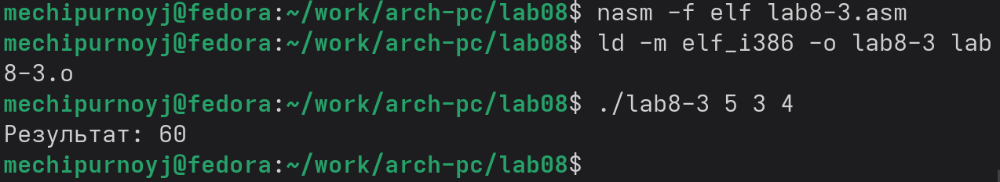 mechipurnoyj@fedora:~/work/arch-pc/lab08$ nasm -f elf lab8-3.asm
mechipurnoyj@fedora:~/work/arch-pc/lab08$ ld -m elf_i386 -o lab8-3 lab
8-3.o
mechipurnoyj@fedora:~/work/arch-pc/lab08$ ./lab8-3 5 3 4
Результат: 60
mechipurnoyj@fedora:~/work/arch-pc/lab08$